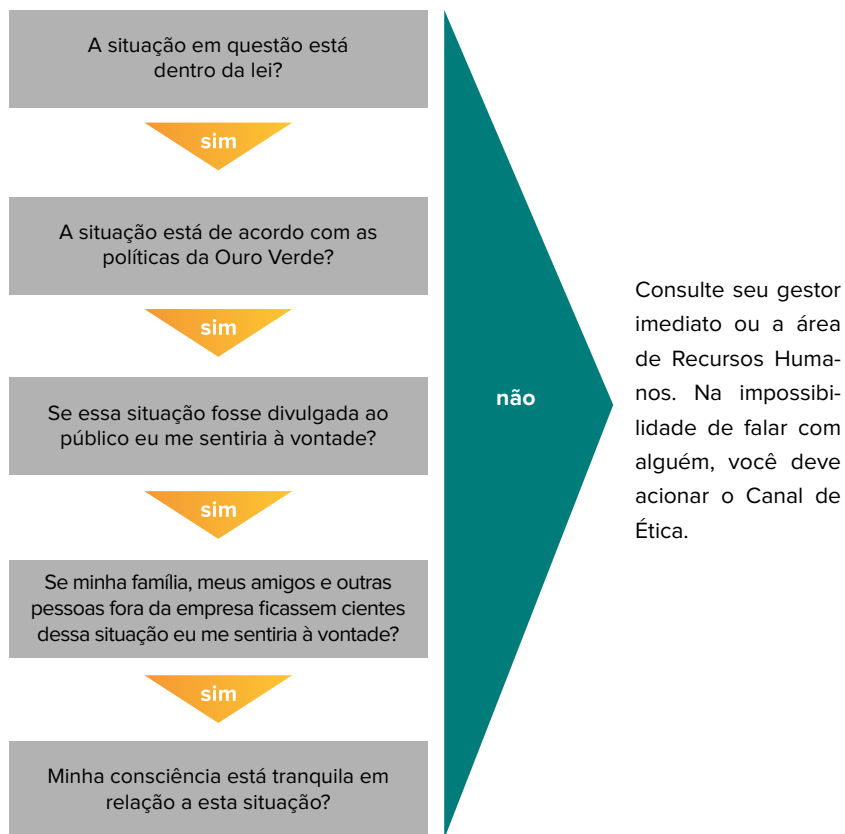 A situação em questão está
dentro da lei?
sim
A situação está de acordo com as
políticas da Ouro Verde?
sim
Se essa situação fosse divulgada ao
público eu me sentiria à vontade?
sim
Se minha família, meus amigos e outras
pessoas fora da empresa ficassem cientes
dessa situação eu me sentiria à vontade?
sim
Minha consciência está tranquila em
relação a esta situação?
não
Consulte seu gestor
imediato ou a área
de Recursos Huma-
nos. Na impossibi-
lidade de falar com
alguém, você deve
acionar o Canal de
Ética.